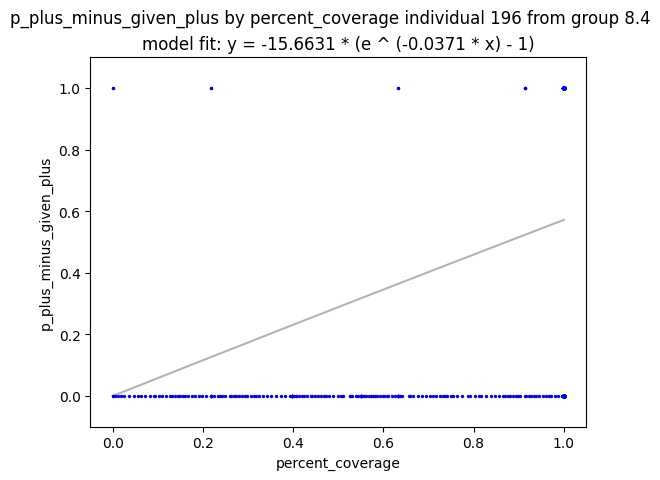 p_plus_minus_given_plus by percent_coverage individual 196 from group 8.4
model fit: y = -15.6631 * (e ^ (-0.0371 * x) - 1)
p_plus_minus_given_plus
1.0
0.8
0.6
0.4
0.2
0.0
0.0 0.2 0.4 0.6 0.8 1.0
percent_coverage